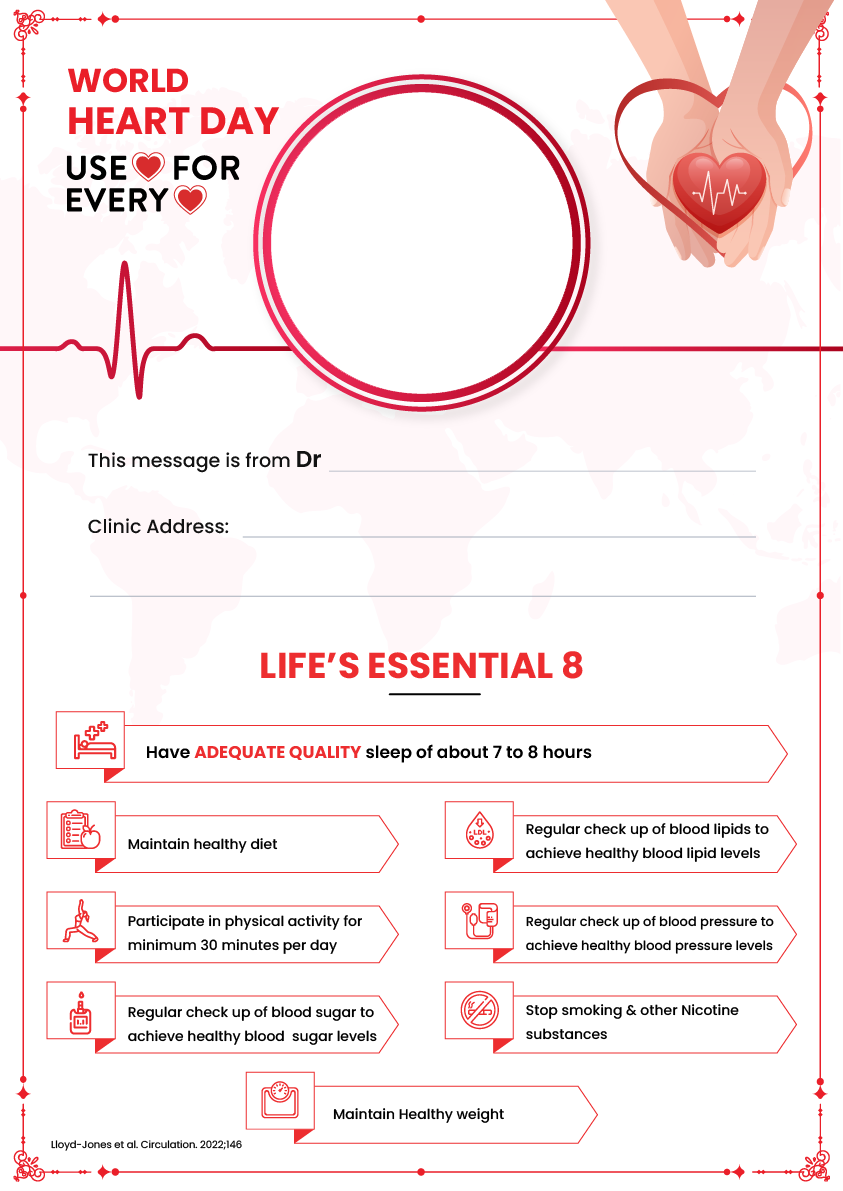 WORLD
HEART DAY
USE FOR
EVERY
This message is from Dr
Clinic Address:
LIFE’S ESSENTIAL 8
Have ADEQUATE QUALITY sleep of about 7 to 8 hours
Maintain healthy diet
LDL
Regular check up of blood lipids to
achieve healthy blood lipid levels
Participate in physical activity for
minimum 30 minutes per day
Regular check up of blood pressure to
achieve healthy blood pressure levels
Regular check up of blood sugar to
achieve healthy blood  sugar levels
Stop smoking & other Nicotine
substances
Maintain Healthy weight
Lloyd-Jones et al. Circulation. 2022;146